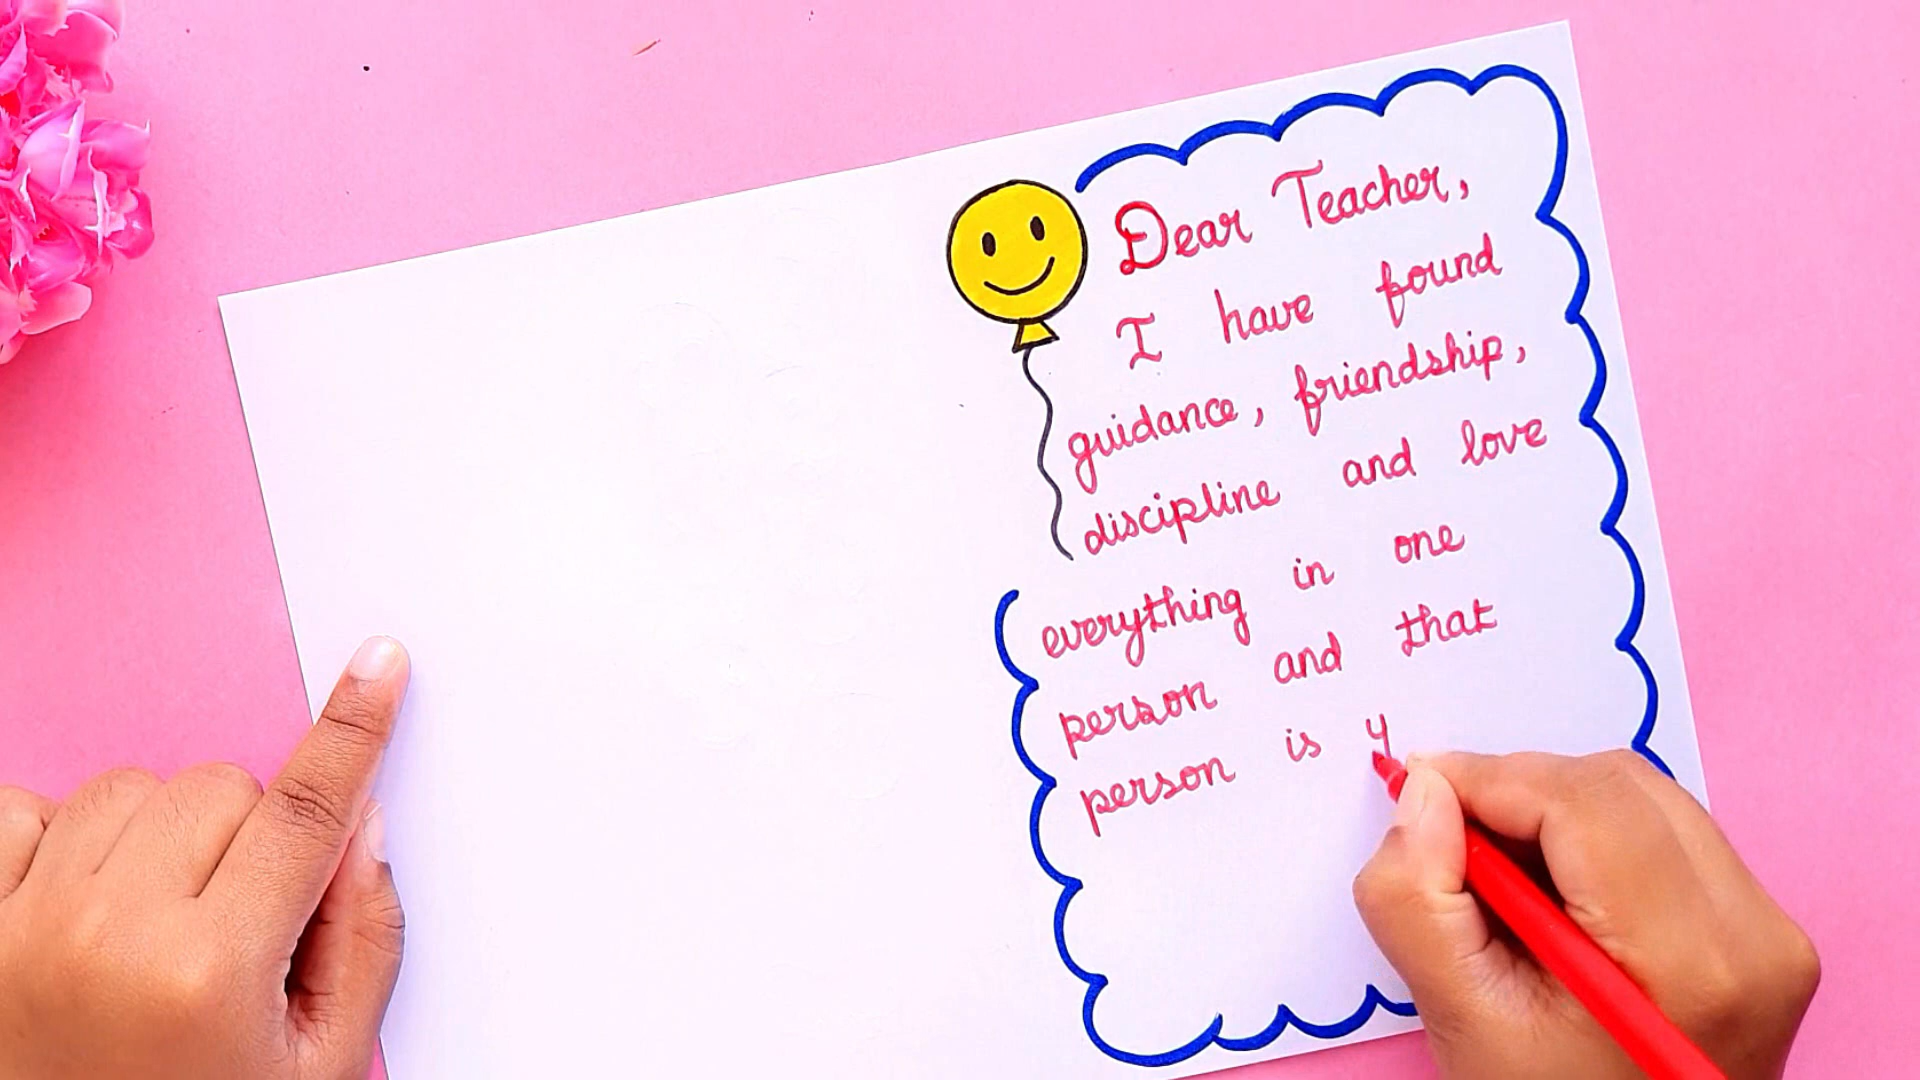 Dear Teacher,
I have found
guidance, friendship,
discipline and love
everything in one
person and that
person is y